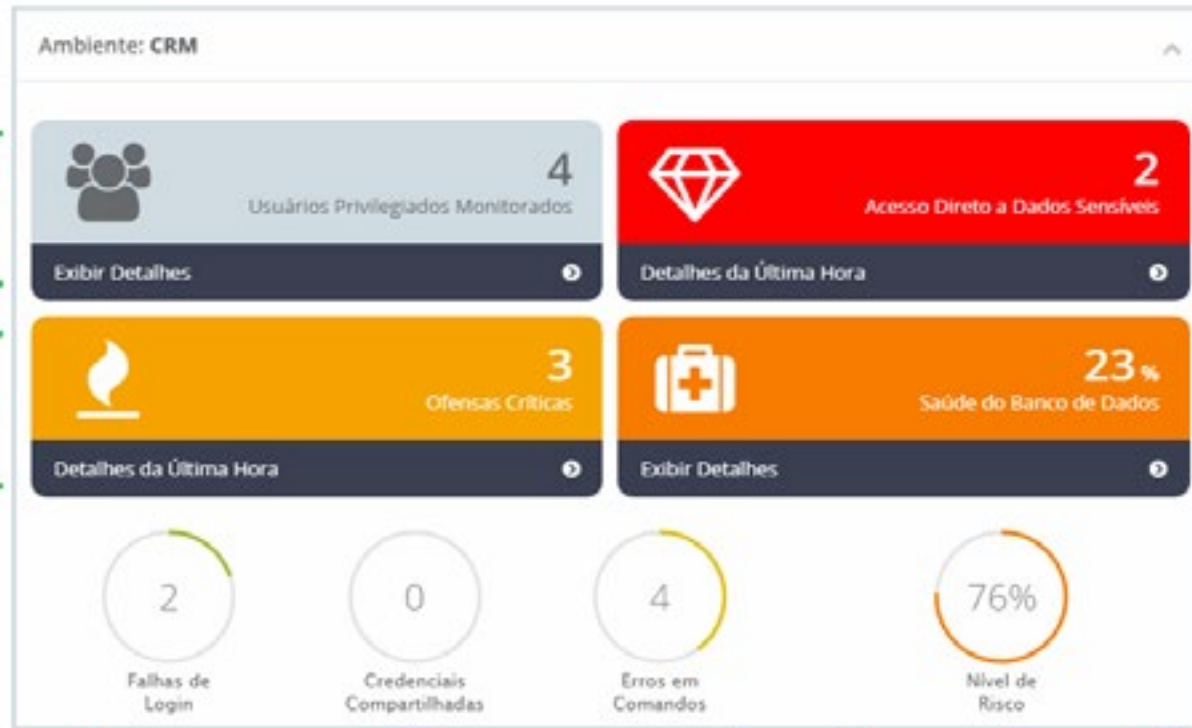 Ambiente: CRM
4
Usuários Privilegiados Monitorados
Exibir Detalhes
2
Acesso Direto a Dados Sensíveis
Detalhes da Última Hora
3
Ofensas Críticas
Detalhes da Última Hora
23%
Saúde do Banco de Dados
Exibir Detalhes
2
Falhas de
Login
0
Credenciais
Compartilhadas
4
Erros em
Comandos
76%
Nível de
Risco